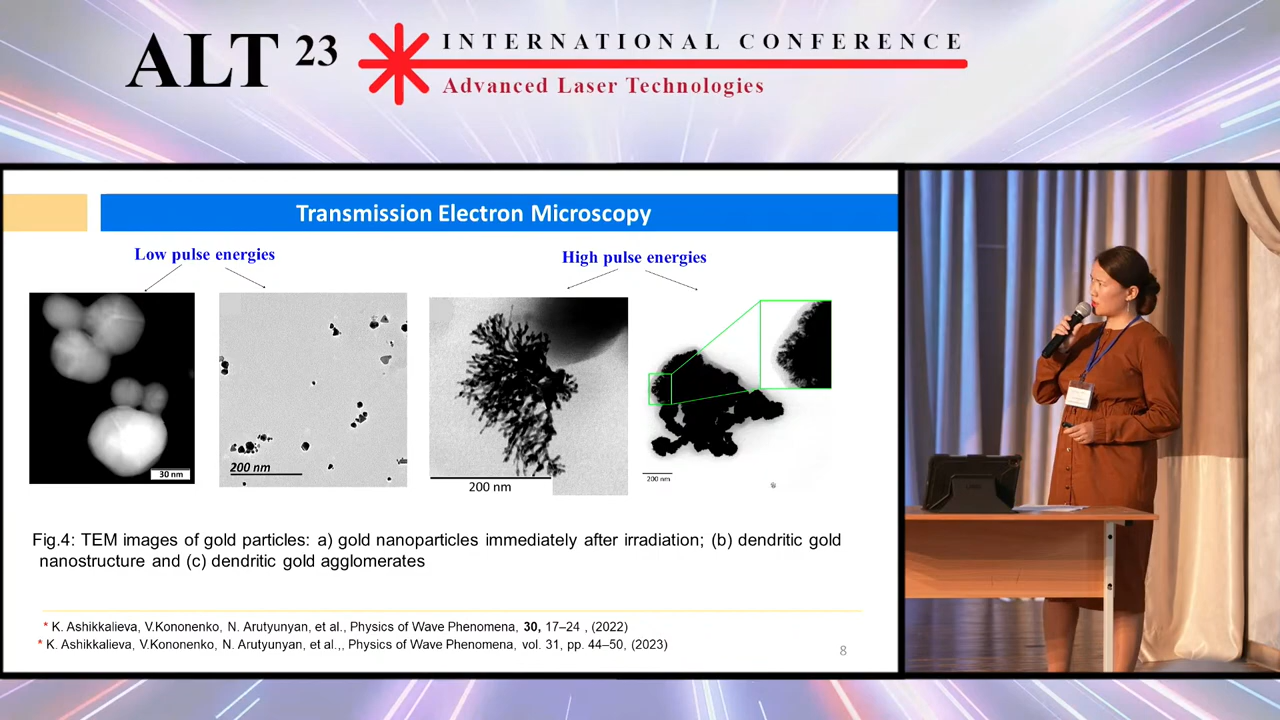 ALT 23
INTERNATIONAL CONFERENCE
Advanced Laser Technologies
Transmission Electron Microscopy
Low pulse energies
High pulse energies
30 nm
200 nm
200 nm
200 nm
Fig.4: TEM images of gold particles: a) gold nanoparticles immediately after irradiation; (b) dendritic gold
nanostructure and (c) dendritic gold agglomerates
* K. Ashikkalieva, V.Kononenko, N. Arutyunyan, et al., Physics of Wave Phenomena, 30, 17–24 , (2022)
* K. Ashikkalieva, V.Kononenko, N. Arutyunyan, et al.,, Physics of Wave Phenomena, vol. 31, pp. 44–50, (2023)
8